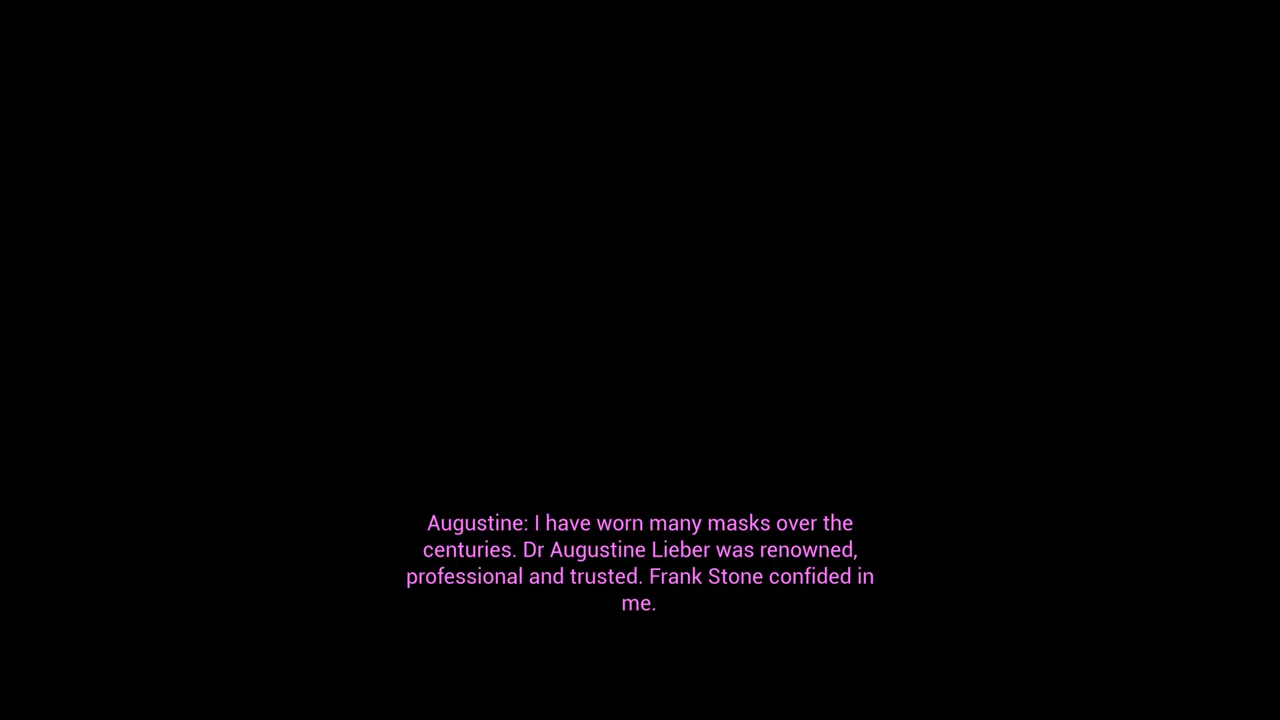 Augustine: I have worn many masks over the
centuries. Dr Augustine Lieber was renowned,
professional and trusted. Frank Stone confided in
me.